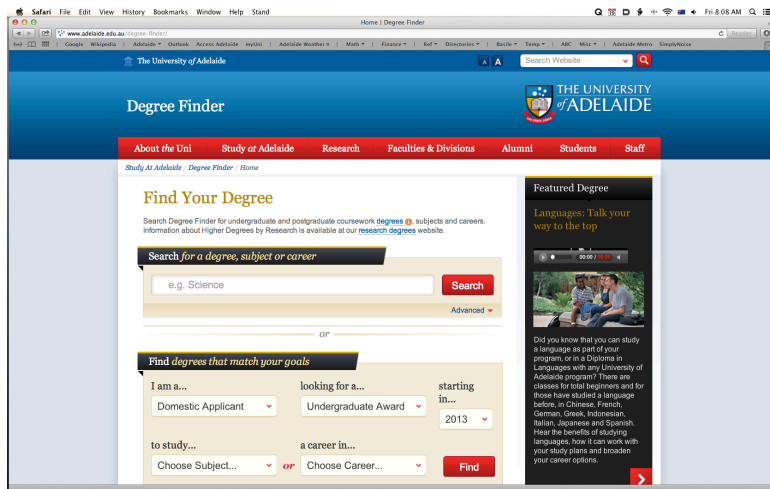 Safari File Edit View History Bookmarks Window Help Stand
Fri 8:08 AM
Home | Degree Finder
www.adelaide.edu.au/degree-finder/
Reader
Google Wikipedia Adelaide Outlook Access Adelaide myUni Adelaide Weather Math Finance Ref Directories Basile Temp ABC Misc Adelaide Metro SimplyNoise
The University of Adelaide
A A
Search Website
Degree Finder
THE UNIVERSITY
of ADELAIDE
About the Uni Study at Adelaide Research Faculties & Divisions Alumni Students Staff
Study At Adelaide / Degree Finder / Home
Find Your Degree
Search Degree Finder for undergraduate and postgraduate coursework degrees, subjects and careers.
Information about Higher Degrees by Research is available at our research degrees website.
Search for a degree, subject or career
e.g. Science
Search
Advanced
or
Find degrees that match your goals
I am a... looking for a... starting
in...
Domestic Applicant Undergraduate Award
2013
to study... a career in...
Choose Subject... or Choose Career... Find
Featured Degree
Languages: Talk your
way to the top
00:00 / 00:00
Did you know that you can study
a language as part of your
program, or in a Diploma in
Languages with any University of
Adelaide program? There are
classes for total beginners and for
those have studied a language
before, in Chinese, French,
German, Greek, Indonesian,
Italian, Japanese and Spanish.
Hear the benefits of studying
languages, how it can work with
your study plans and broaden
your career options.